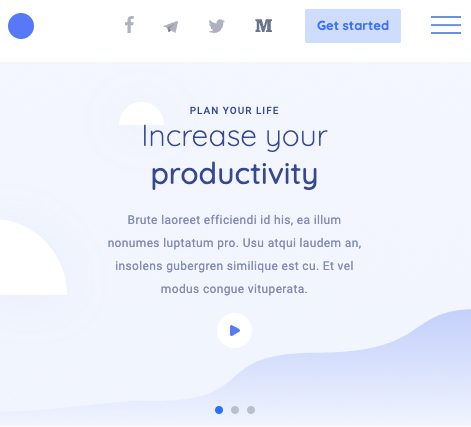 Get started
PLAN YOUR LIFE
Increase your
productivity
Brute laoreet efficiendi id his, ea illum
nonumes luptatum pro. Usu atqui laudem an,
insolens gubergren similique est cu. Et vel
modus congue vituperata.